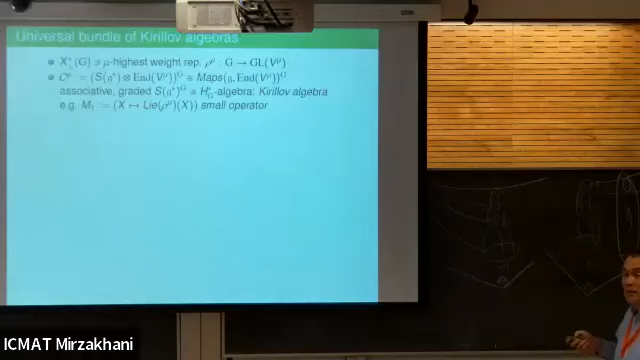 Universal bundle of Kirillov algebras
• X₊*(G) ∋ μ-highest weight rep. ρ^μ : G → GL(V^μ)
• C^μ := (S(𝔤*) ⊗ End(V^μ))^G ≅ Maps(𝔤, End(V^μ))^G
associative, graded S(𝔤*)^G ≅ H*_G-algebra: Kirillov algebra
e.g. M₁ := (X ↦ Lie(ρ^μ)(X)) small operator
ICMAT Mirzakhani